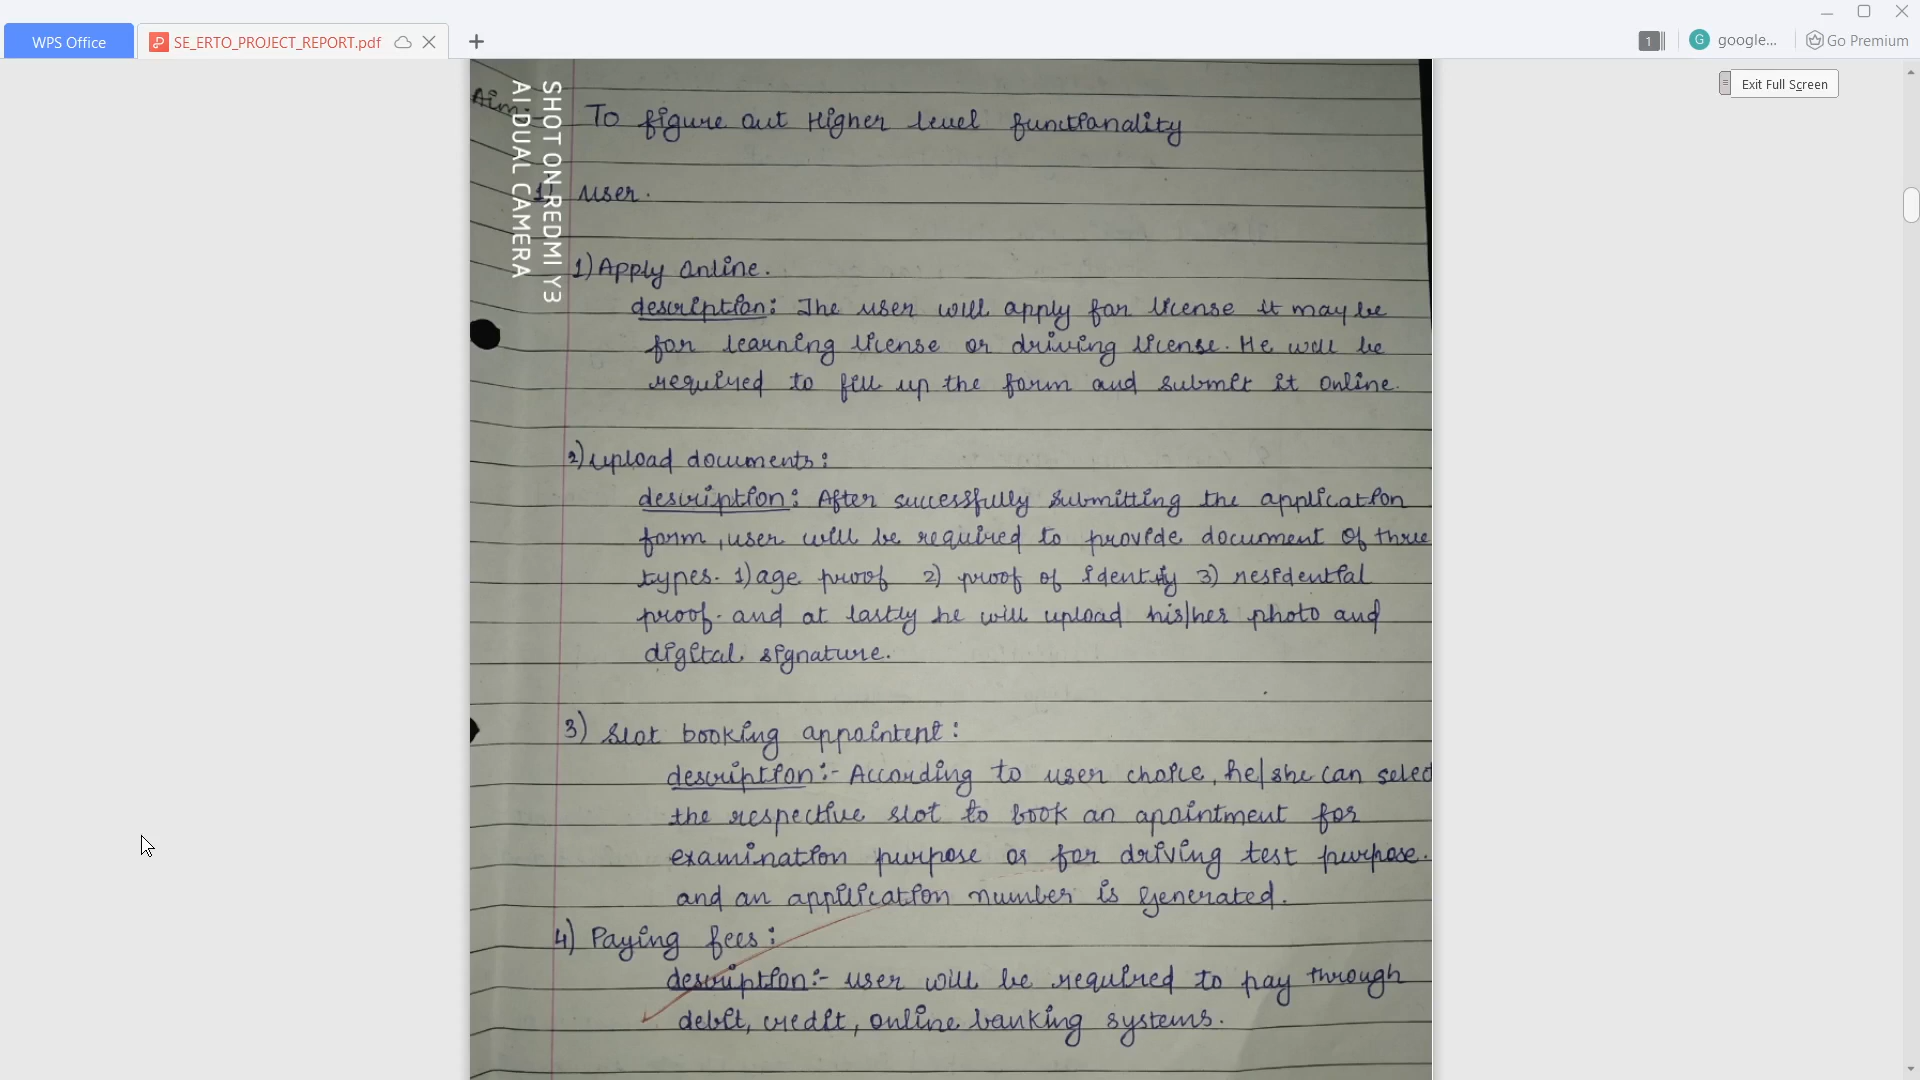 WPS Office
SE_ERTO_PROJECT_REPORT.pdf
1
G
google...
Go Premium
Exit Full Screen
SHOT ON REDMI Y3
AI DUAL CAMERA
Aim:-
To figure out Higher level functionality
1) user.
1) Apply online.
description: The user will apply for license it may be
for learning license or driving license. He will be
required to fill up the form and submit it online.
2) upload documents:
description: After successfully submitting the application
form, user will be required to provide document of three
types. 1) age proof 2) proof of identity 3) residential
proof. and at lastly he will upload his/her photo and
digital signature.
3) Slot booking appointent:
description:- According to user choice, he/she can select
the respective slot to book an apointment for
examination purpose or for driving test purpose.
and an application number is generated.
4) Paying fees:
description:- user will be required to pay through
debit, credit, online banking systems.